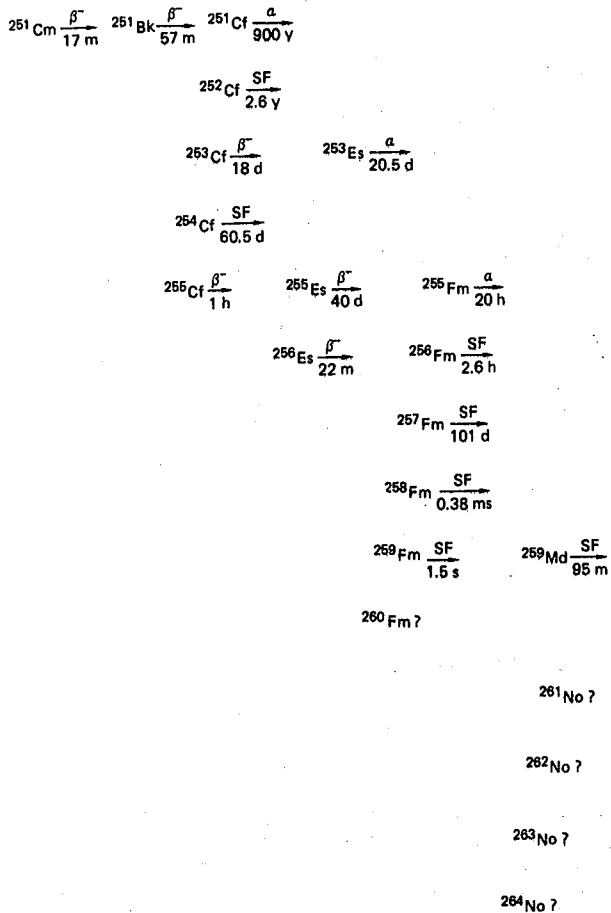 ²⁵¹Cm β⁻ 17 m → ²⁵¹Bk β⁻ 57 m → ²⁵¹Cf α 900 y →
²⁵²Cf SF 2.6 y →
²⁵³Cf β⁻ 18 d → ²⁵³Es α 20.5 d →
²⁵⁴Cf SF 60.5 d →
²⁵⁵Cf β⁻ 1 h → ²⁵⁵Es β⁻ 40 d → ²⁵⁵Fm α 20 h →
²⁵⁶Es β⁻ 22 m → ²⁵⁶Fm SF 2.6 h →
²⁵⁷Fm SF 101 d →
²⁵⁸Fm SF 0.38 ms →
²⁵⁹Fm SF 1.5 s → ²⁵⁹Md SF 95 m →
²⁶⁰Fm ?
²⁶¹No ?
²⁶²No ?
²⁶³No ?
²⁶⁴No ?